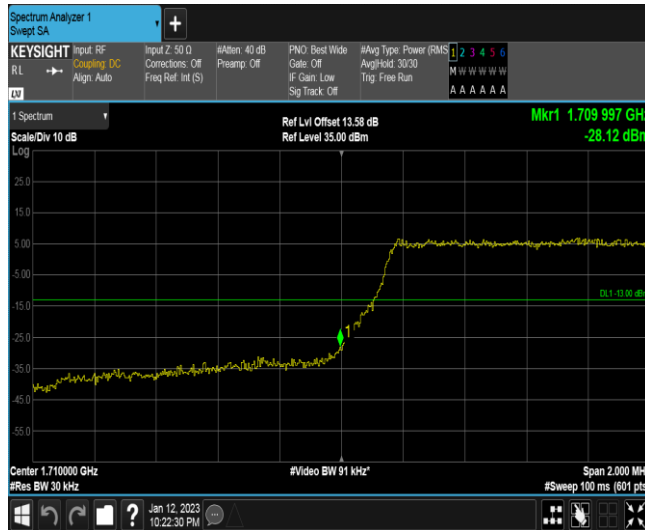 Spectrum Analyzer 1
Swept SA
+
KEYSIGHT Input: RF Input Z: 50 Ω #Atten: 40 dB PNO: Best Wide #Avg Type: Power (RMS 1 2 3 4 5 6
RL Coupling: DC Corrections: Off Preamp: Off Gate: Off Avg|Hold: 30/30 M W W W W W
Align: Auto Freq Ref: Int (S) IF Gain: Low Trig: Free Run
LXI Sig Track: Off A A A A A A
1 Spectrum Ref Lvl Offset 13.58 dB Mkr1 1.709 997 GH
Scale/Div 10 dB Ref Level 35.00 dBm -28.12 dBn
Log
25.0
15.0
5.00
-5.00
DL1 -13.00 dB
-15.0
1
-25.0
-35.0
-45.0
-55.0
Center 1.710000 GHz #Video BW 91 kHz* Span 2.000 MH
#Res BW 30 kHz #Sweep 100 ms (601 pts
? Jan 12, 2023
10:22:30 PM